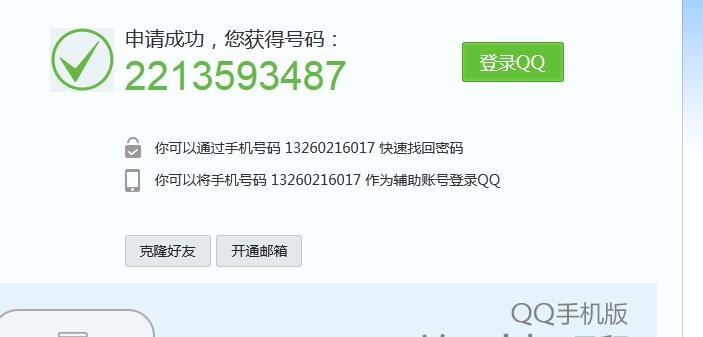 申请成功，您获得号码：
2213593487
登录QQ
你可以通过手机号码 13260216017 快速找回密码
你可以将手机号码 13260216017 作为辅助账号登录QQ
克隆好友
开通邮箱
QQ手机版